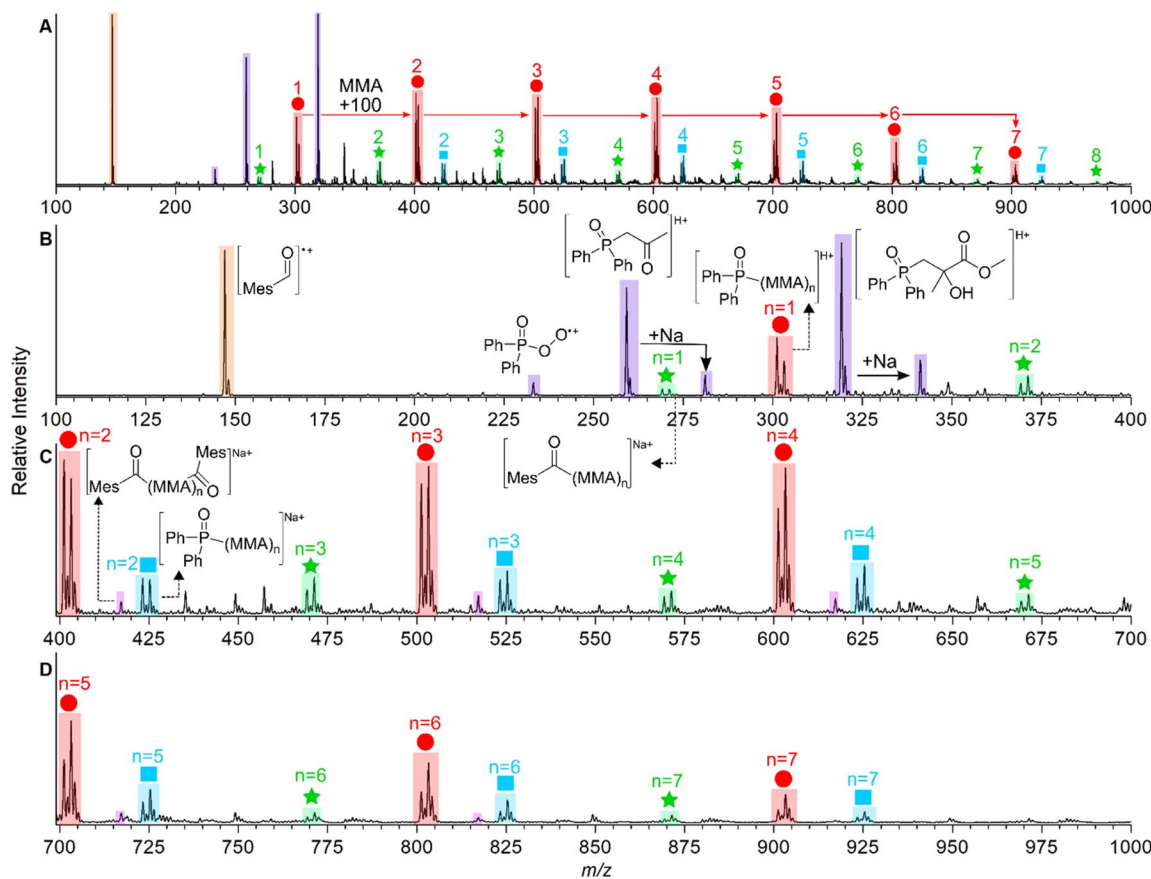 A
MMA
+100
1
2
3
4
5
6
7
1
2
2
3
3
4
4
5
5
6
6
7
7
8
100 200 300 400 500 600 700 800 900 1000
B
Mes
O
•+
Ph
Ph
P
O
O
O•+
+Na
n=1
O
P
Ph Ph
O
H+
O
Ph-P
Ph
(MMA)n
H+
n=1
O
P
Ph Ph
O
O
OH
H+
+Na
n=2
100 125 150 175 200 225 250 275 300 325 350 375 400
Relative Intensity
C
n=2
Mes
O
(MMA)n
Mes
O
Na+
O
Ph-P
Ph
(MMA)n
Na+
n=2
n=3
n=3
n=3
O
Mes
(MMA)n
Na+
n=4
n=4
n=4
n=5
400 425 450 475 500 525 550 575 600 625 650 675 700
D
n=5
n=5
n=6
n=6
n=6
n=7
n=7
n=7
700 725 750 775 800 825 850 875 900 925 950 975 1000
m/z